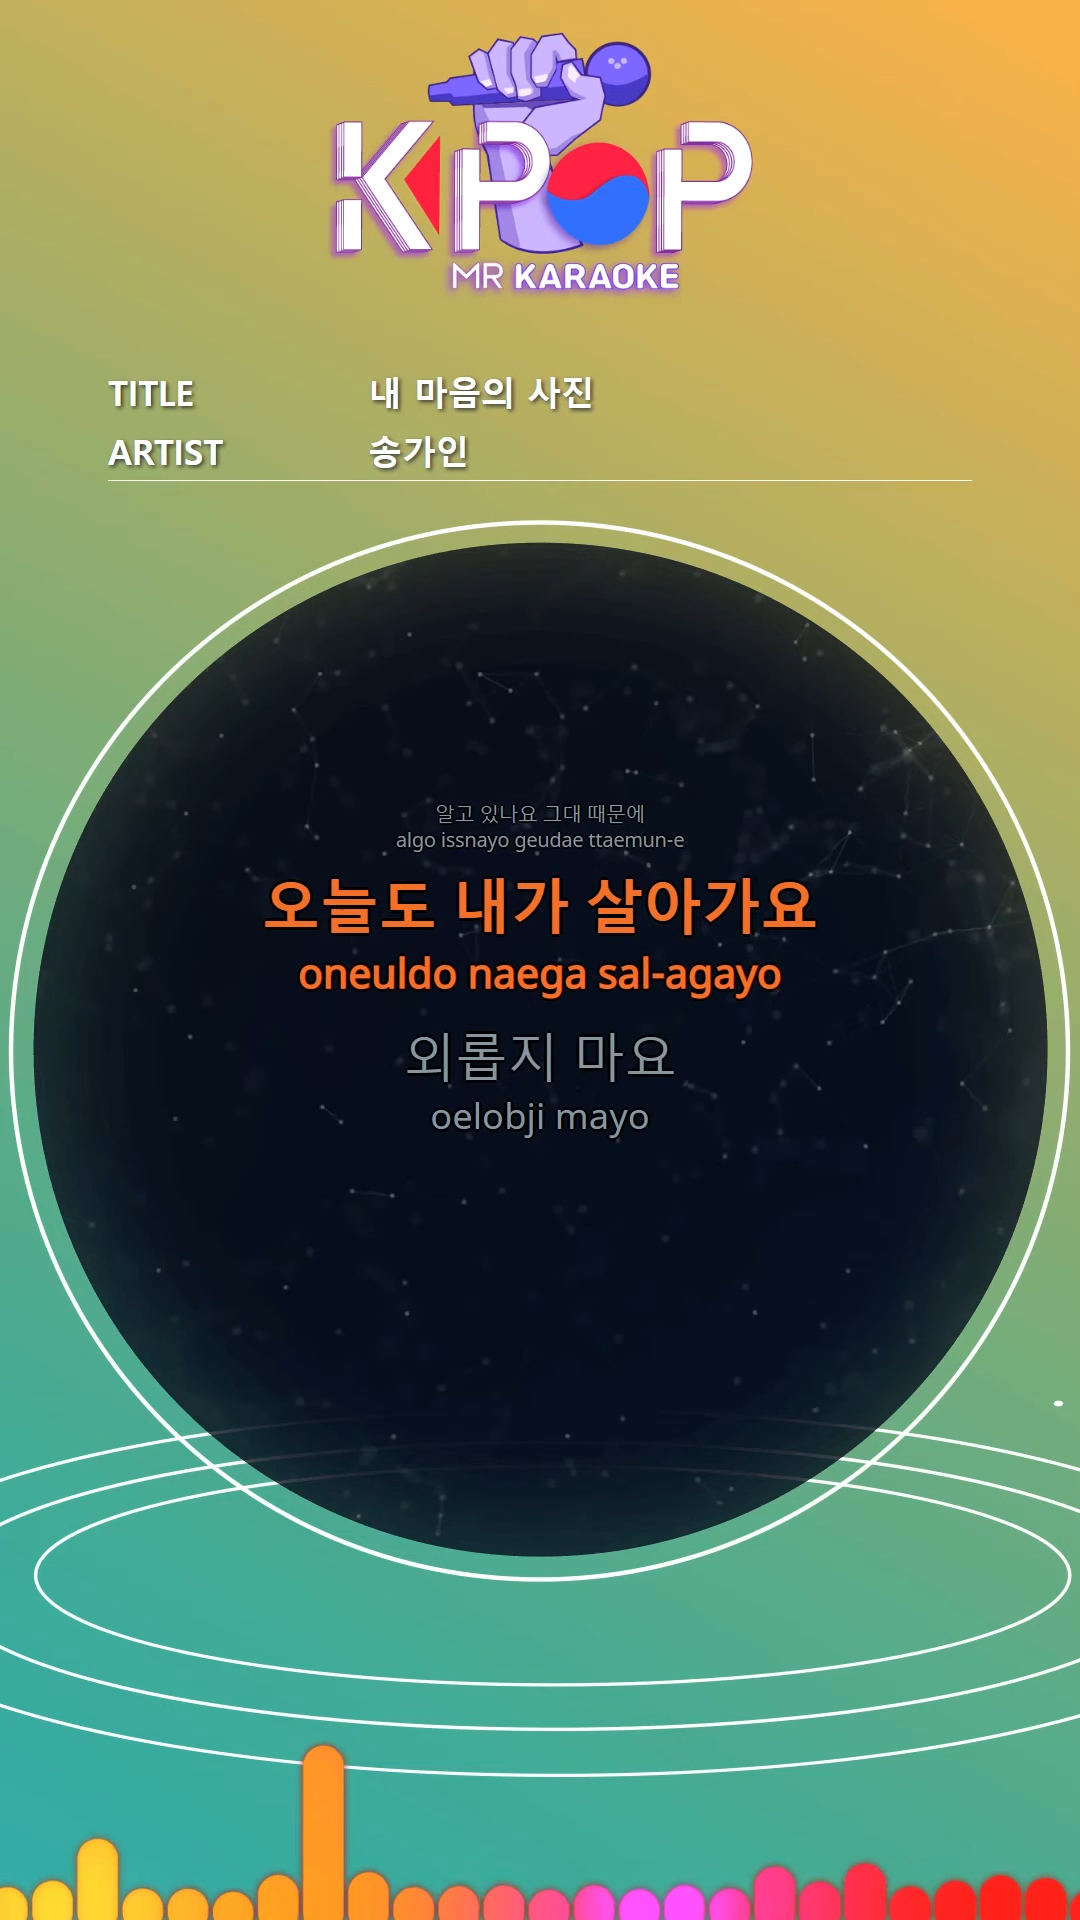 KPOP
MR KARAOKE
TITLE 내 마음의 사진
ARTIST 송가인
알고 있나요 그대 때문에
algo issnayo geudae ttaemun-e
오늘도 내가 살아가요
oneuldo naega sal-agayo
외롭지 마요
oelobji mayo